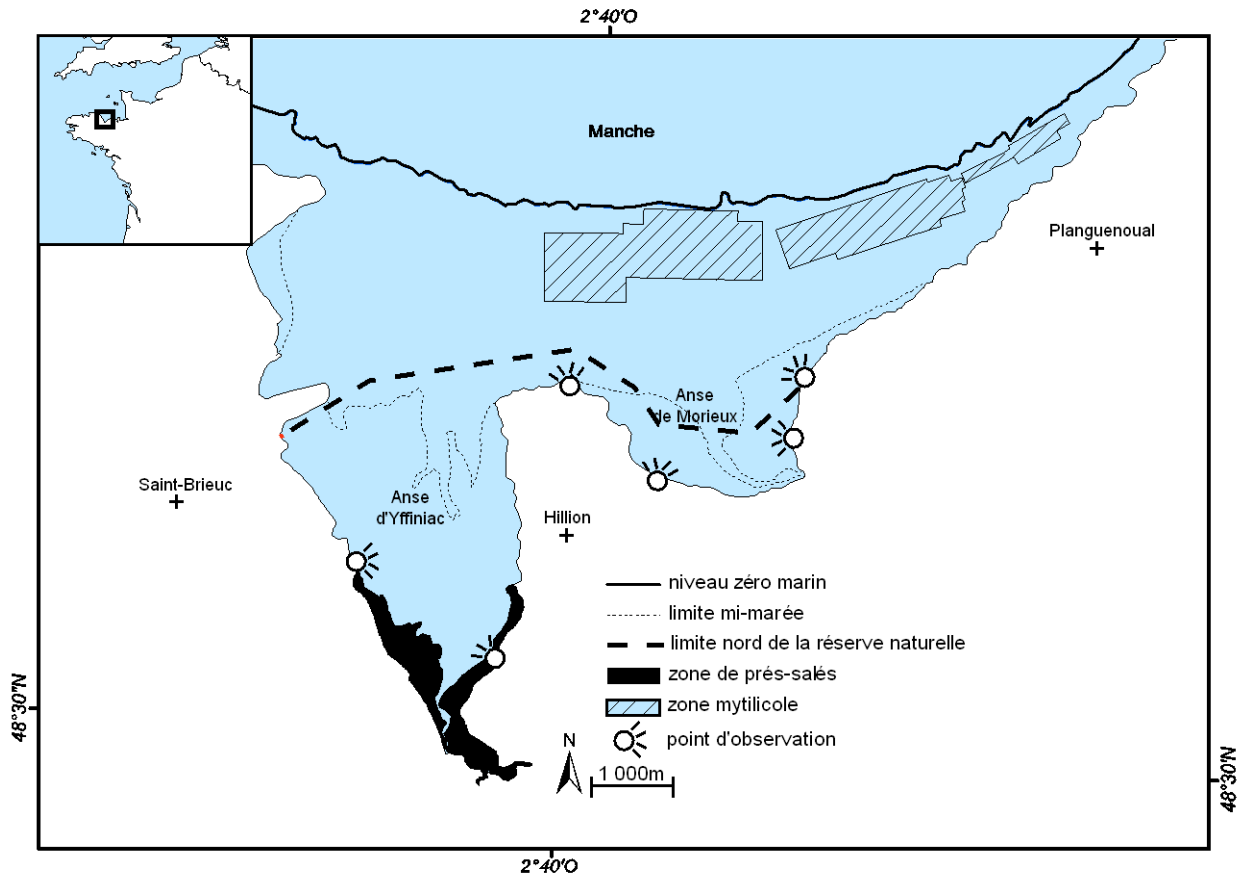 2°40'O
Manche
Planguenoual
Anse
de Morieux
Saint-Brieuc
Anse
d'Yffiniac
Hillion
niveau zéro marin
limite mi-marée
limite nord de la réserve naturelle
zone de prés-salés
zone mytilicole
point d'observation
N
1 000m
48°30"N
48°30'N
2°40'O